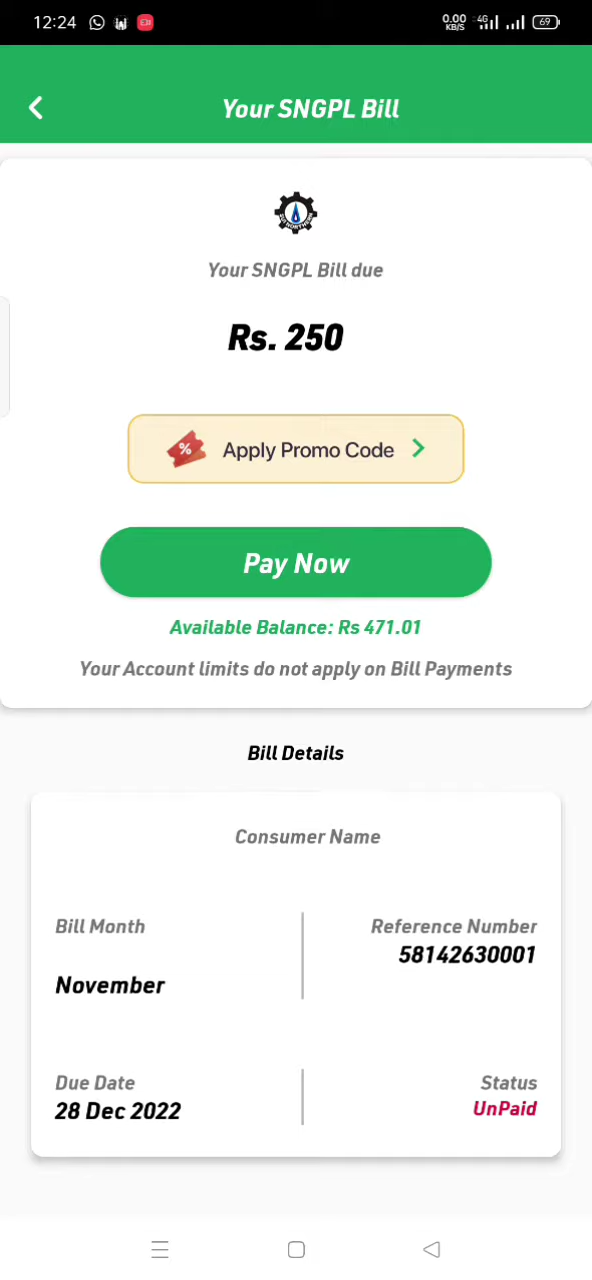 12:24
0.00
KB/S
4G
69
Your SNGPL Bill
Your SNGPL Bill due
Rs. 250
% Apply Promo Code
Pay Now
Available Balance: Rs 471.01
Your Account limits do not apply on Bill Payments
Bill Details
Consumer Name
Bill Month
Reference Number
58142630001
November
Due Date
Status
28 Dec 2022
UnPaid